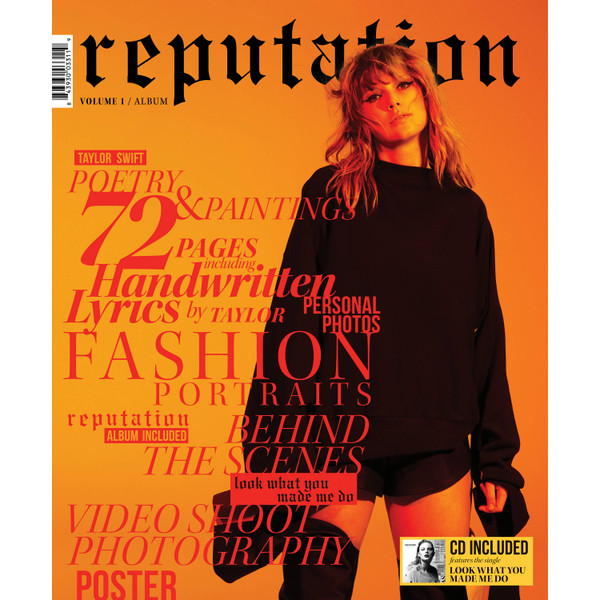 reputation
VOLUME 1 / ALBUM
TAYLOR SWIFT
POETRY
& PAINTINGS
72 PAGES
including
Handwritten
Lyrics by TAYLOR
PERSONAL
PHOTOS
FASHION
PORTRAITS
reputation
ALBUM INCLUDED
BEHIND
THE SCENES
look what you
made me do
VIDEO SHOOT
PHOTOGRAPHY
POSTER
CD INCLUDED
features the single
LOOK WHAT YOU
MADE ME DO